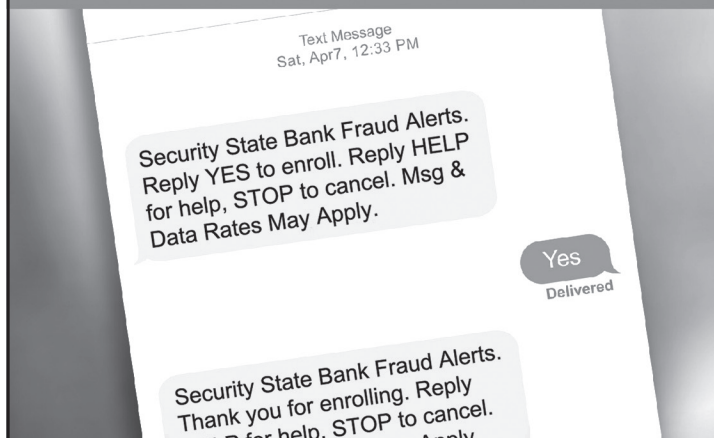 Text Message
Sat, Apr7, 12:33 PM
Security State Bank Fraud Alerts.
Reply YES to enroll. Reply HELP
for help, STOP to cancel. Msg &
Data Rates May Apply.
Yes
Delivered
Security State Bank Fraud Alerts.
Thank you for enrolling. Reply
for help, STOP to cancel.
Apply